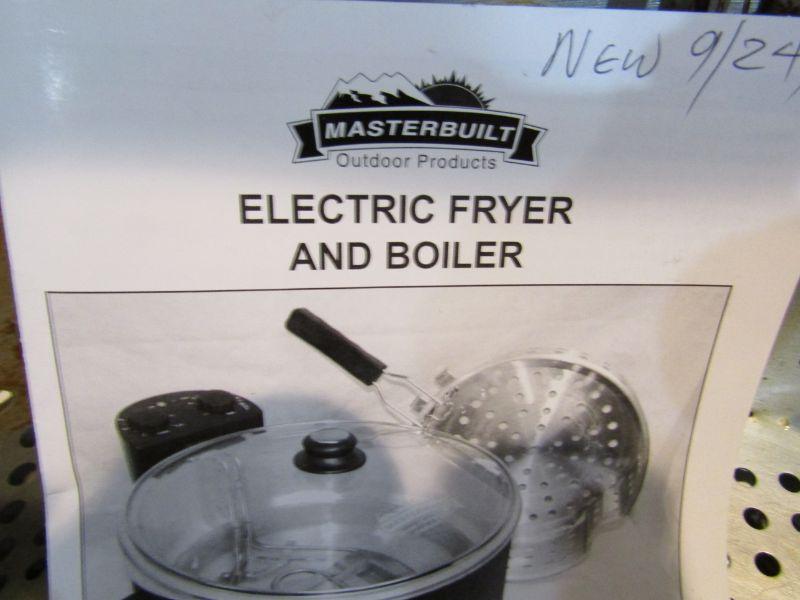 NEW 9/24/
MASTERBUILT
Outdoor Products
ELECTRIC FRYER
AND BOILER